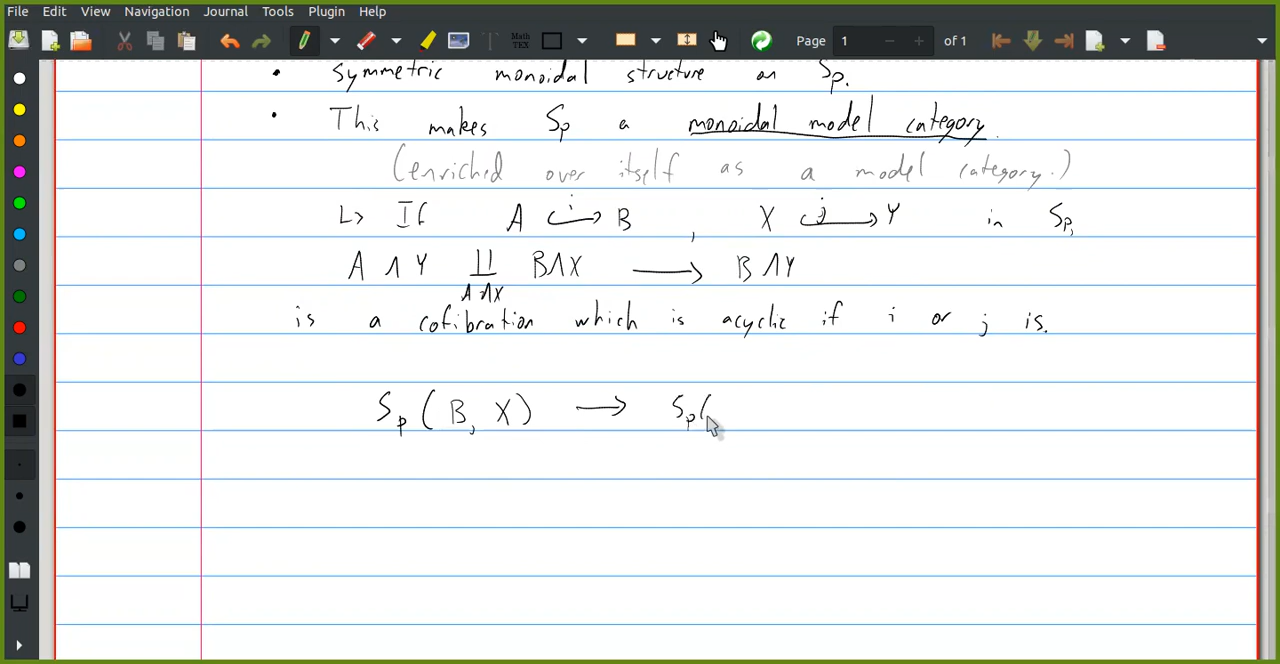 File Edit View Navigation Journal Tools Plugin Help
Math TEX Page 1 of 1
• Symmetric monoidal structure on Sp.
• This makes Sp a monoidal model category.
(enriched over itself as a model category.)
↳ If A ↪ B, X ↪ Y in Sp,
i j
A ∧ Y ∐ B∧X → B ∧ Y
A ∧ X
is a cofibration which is acyclic if i or j is.
Sp(B, X) → Sp(